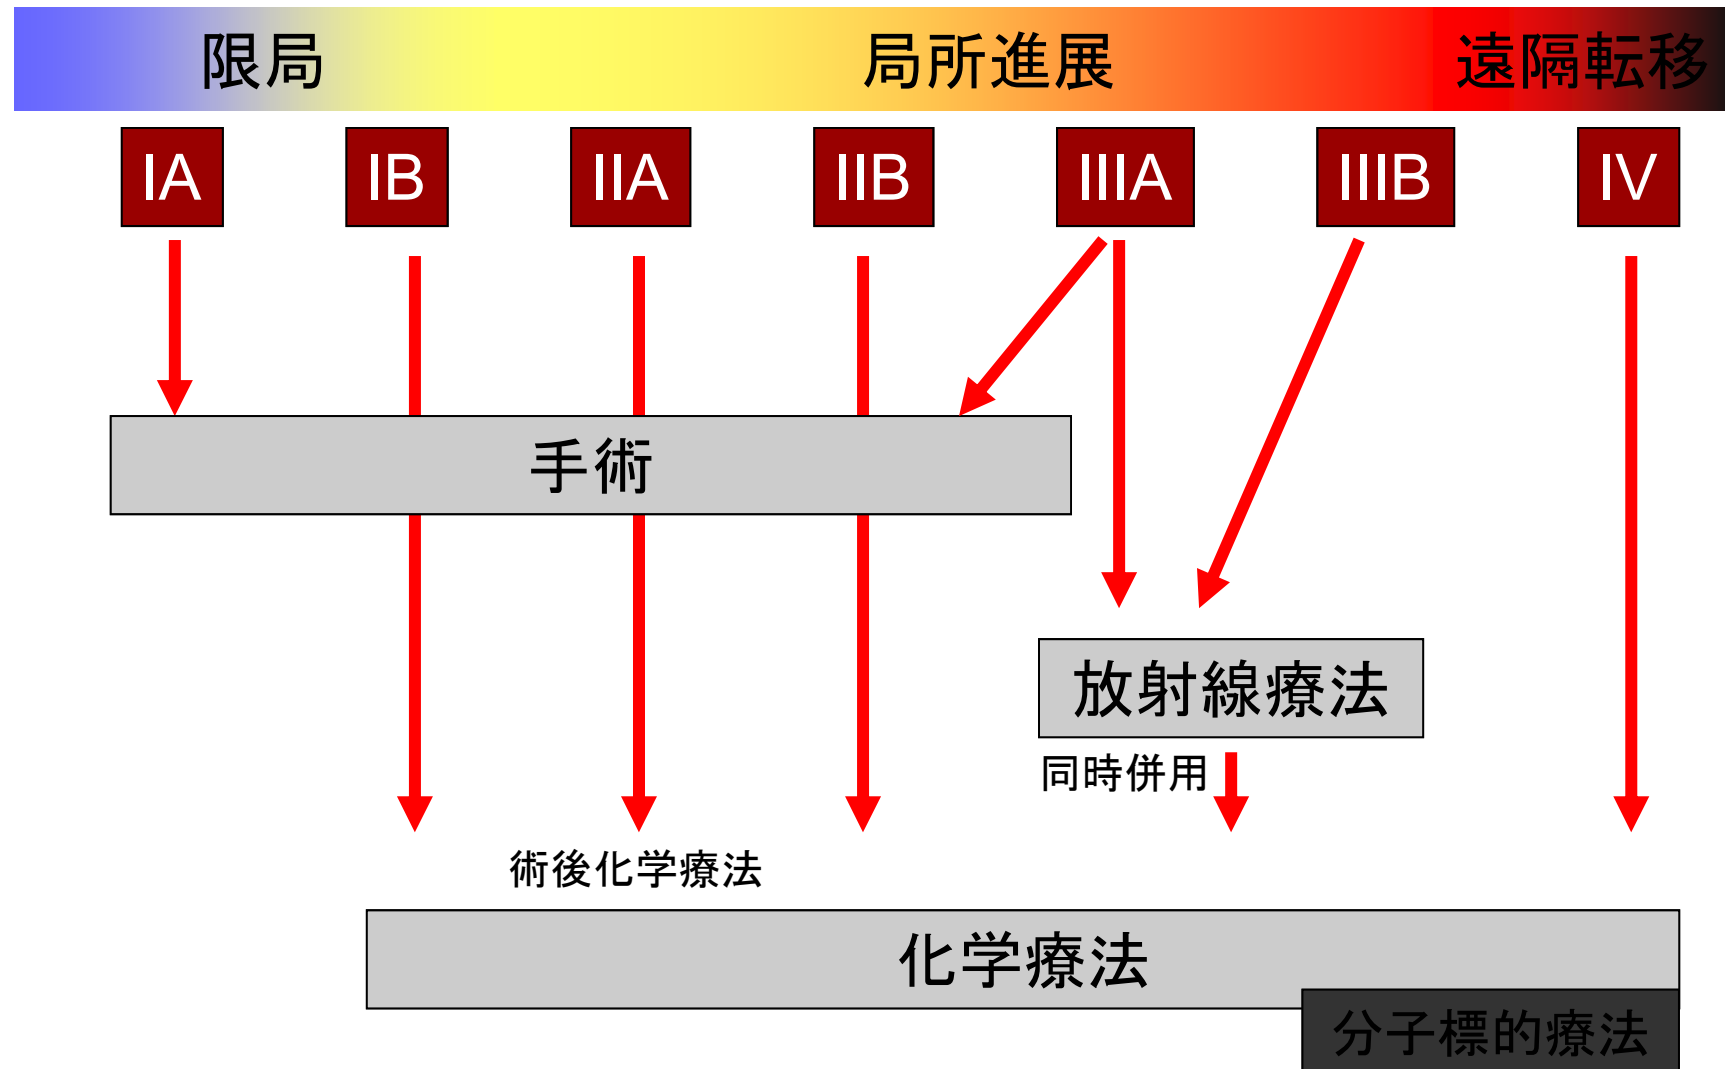 限局 局所進展 遠隔転移
IA IB IIA IIB IIIA IIIB IV
手術
放射線療法
同時併用
術後化学療法
化学療法
分子標的療法